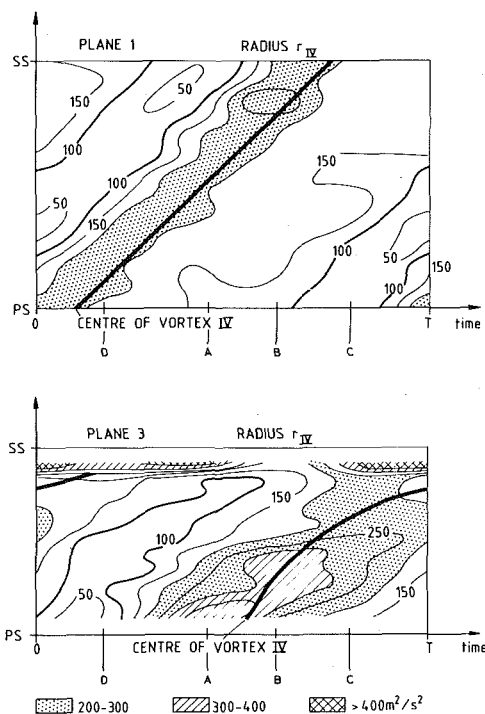 PLANE 1 RADIUS r IV
SS
50
150
150
100
150
50
100
100
50
150
100
150
PS
0 CENTRE OF VORTEX IV T time
D A B C
PLANE 3 RADIUS r IV
SS
150
100
250
50
150
PS
0 CENTRE OF VORTEX IV T time
D A B C
200-300 300-400 >400m²/s²